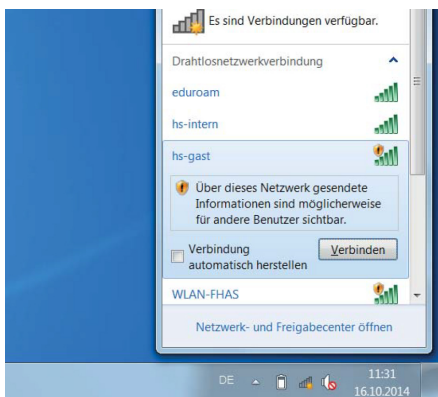 Es sind Verbindungen verfügbar.
Drahtlosnetzwerkverbindung
eduroam
hs-intern
hs-gast
Über dieses Netzwerk gesendete
Informationen sind möglicherweise
für andere Benutzer sichtbar.
Verbindung
automatisch herstellen
Verbinden
WLAN-FHAS
Netzwerk- und Freigabecenter öffnen
DE
11:31
16.10.2014